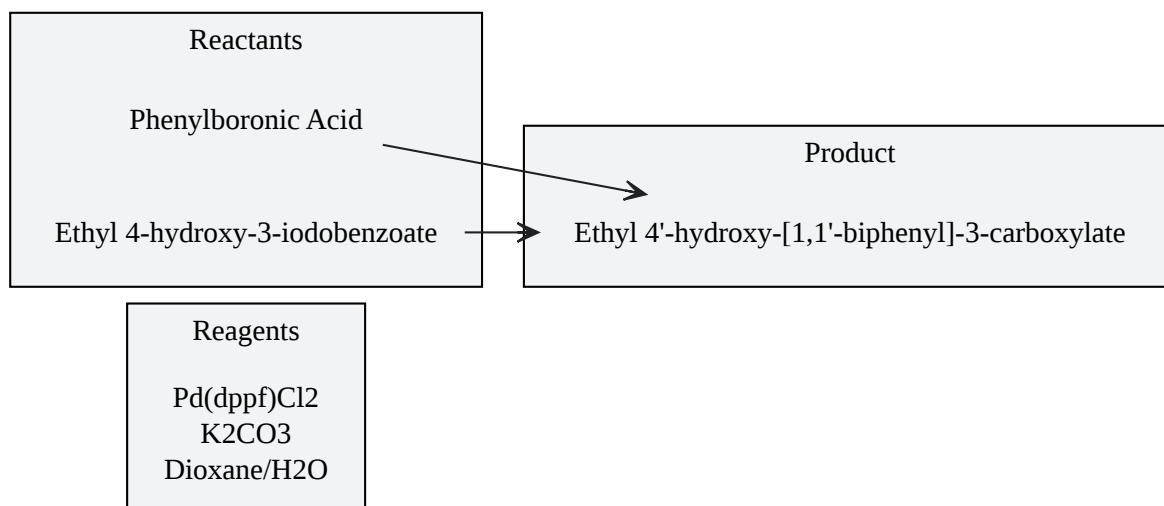 Reactants
Phenylboronic Acid
Ethyl 4-hydroxy-3-iodobenzoate
Product
Ethyl 4'-hydroxy-[1,1'-biphenyl]-3-carboxylate
Reagents
Pd(dppf)Cl2
K2CO3
Dioxane/H2O